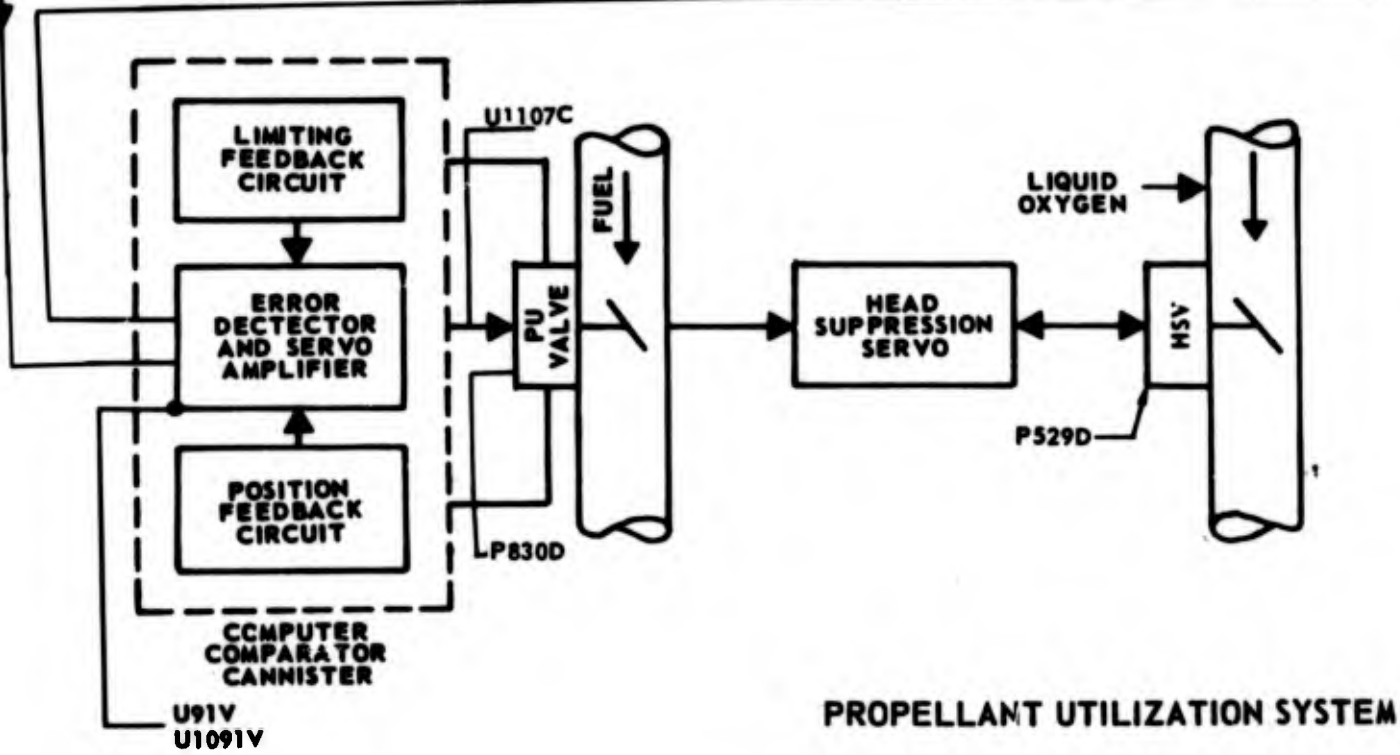 LIMITING
FEEDBACK
CIRCUIT
ERROR
DECTECTOR
AND SERVO
AMPLIFIER
POSITION
FEEDBACK
CIRCUIT
CCMPUTER
COMPARATOR
CANNISTER
U91V
U1091V
U1107C
PU
VALVE
P830D
FUEL
HEAD
SUPPRESSION
SERVO
LIQUID
OXYGEN
HSV
P529D
PROPELLANT UTILIZATION SYSTEM